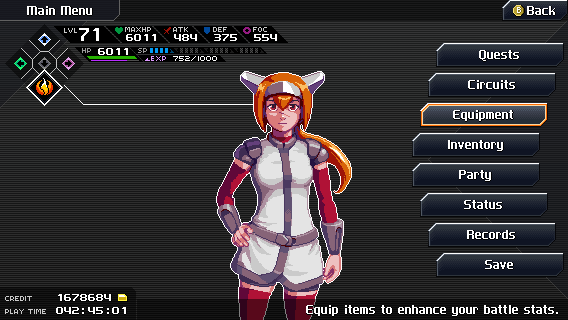 Main Menu
Back
LVL 71 MAXHP 6011 ATK 484 DEF 375 FOC 554
HP 6011 SP
EXP 752/1000
Quests
Circuits
Equipment
Inventory
Party
Status
Records
Save
CREDIT 1678684
PLAY TIME 042:45:01
Equip items to enhance your battle stats.